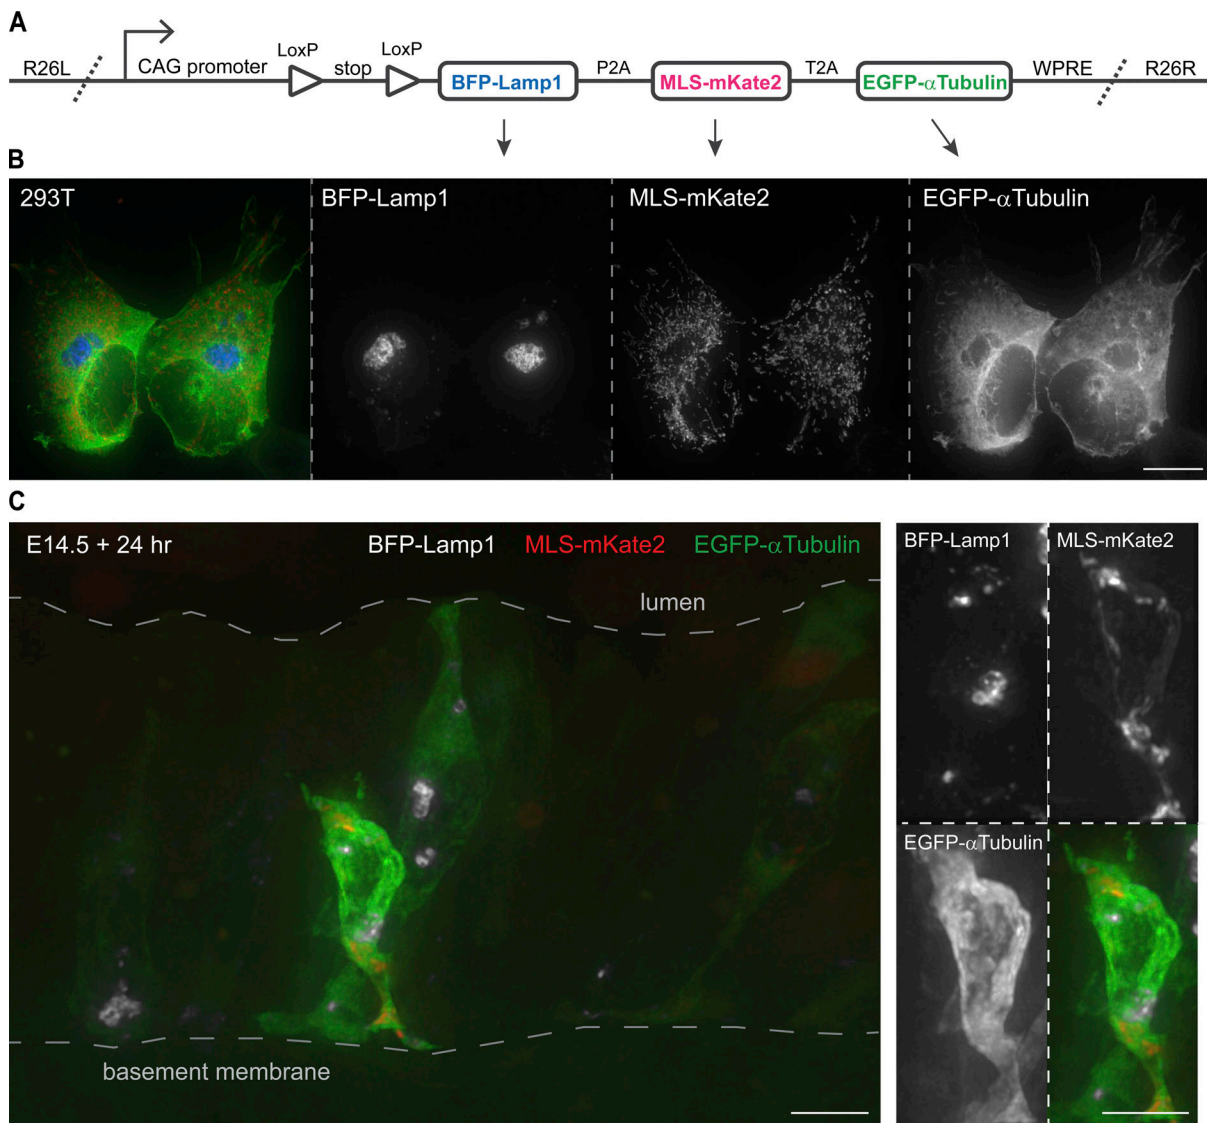 A
R26L
CAG promoter
LoxP
stop
LoxP
BFP-Lamp1
P2A
MLS-mKate2
T2A
EGFP-αTubulin
WPRE
R26R
B
293T
BFP-Lamp1
MLS-mKate2
EGFP-αTubulin
C
E14.5 + 24 hr
BFP-Lamp1
MLS-mKate2
EGFP-αTubulin
lumen
basement membrane
BFP-Lamp1
MLS-mKate2
EGFP-αTubulin